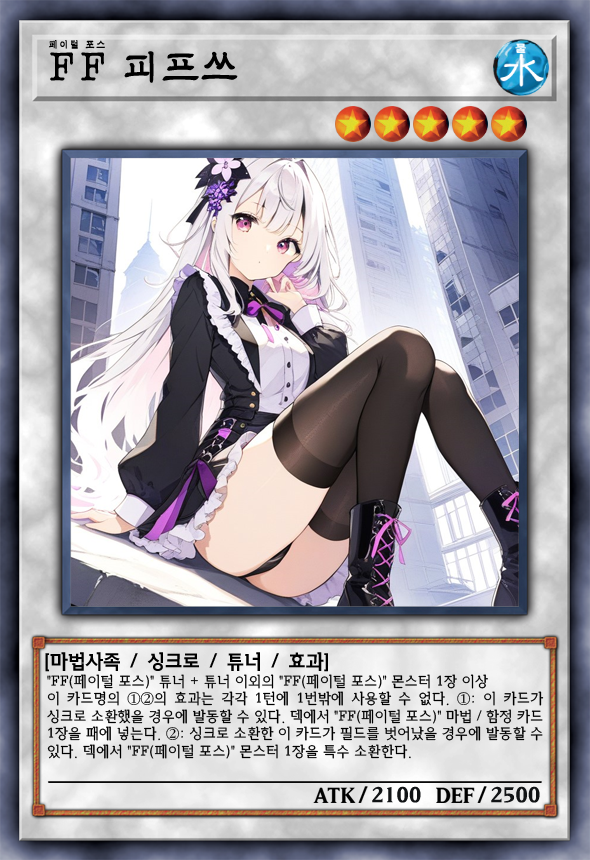 페이털 포스
FF 피프쓰
물
水
[마법사족 / 싱크로 / 튜너 / 효과]
"FF(페이털 포스)" 튜너 + 튜너 이외의 "FF(페이털 포스)" 몬스터 1장 이상
이 카드명의 ①②의 효과는 각각 1턴에 1번밖에 사용할 수 없다. ①: 이 카드가
싱크로 소환했을 경우에 발동할 수 있다. 덱에서 "FF(페이털 포스)" 마법 / 함정 카드
1장을 패에 넣는다. ②: 싱크로 소환한 이 카드가 필드를 벗어났을 경우에 발동할 수
있다. 덱에서 "FF(페이털 포스)" 몬스터 1장을 특수 소환한다.
ATK / 2100 DEF / 2500